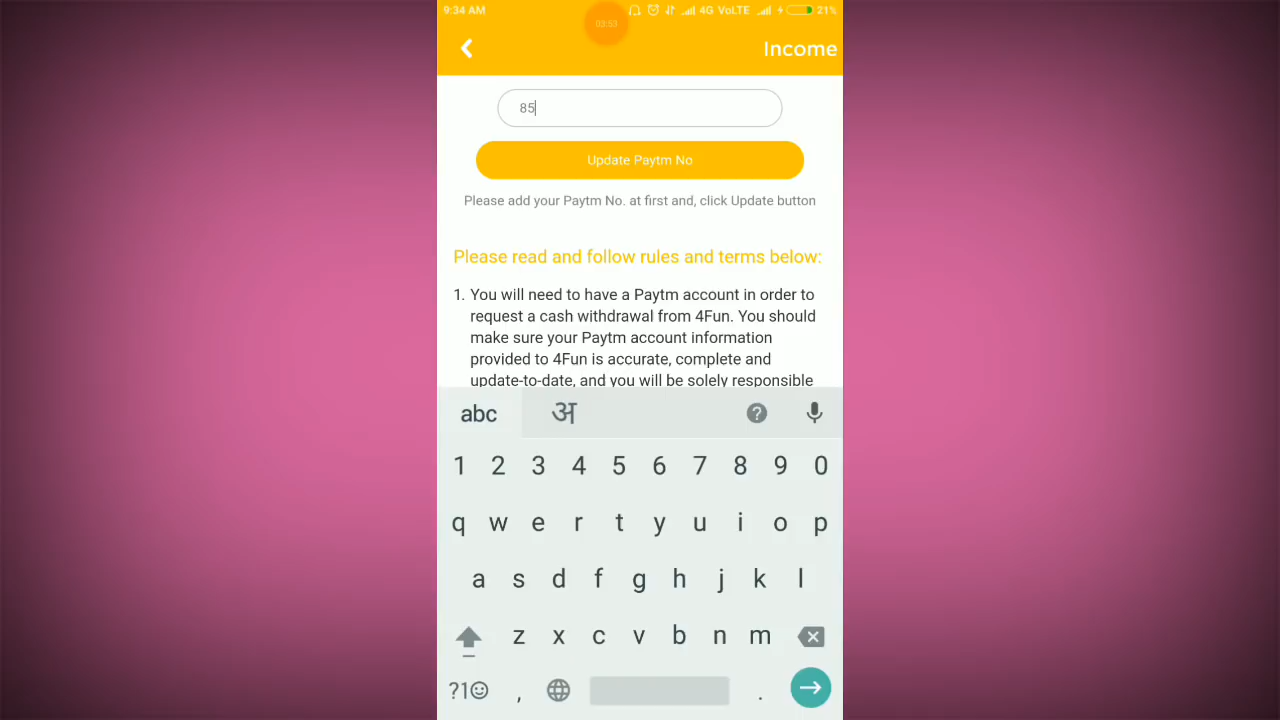 9:34 AM 03:53 4G VoLTE 21%
Income
85
Update Paytm No
Please add your Paytm No. at first and, click Update button
Please read and follow rules and terms below:
1. You will need to have a Paytm account in order to
request a cash withdrawal from 4Fun. You should
make sure your Paytm account information
provided to 4Fun is accurate, complete and
update-to-date, and you will be solely responsible
abc अ
1 2 3 4 5 6 7 8 9 0
q w e r t y u i o p
a s d f g h j k l
z x c v b n m
?1☺ , .